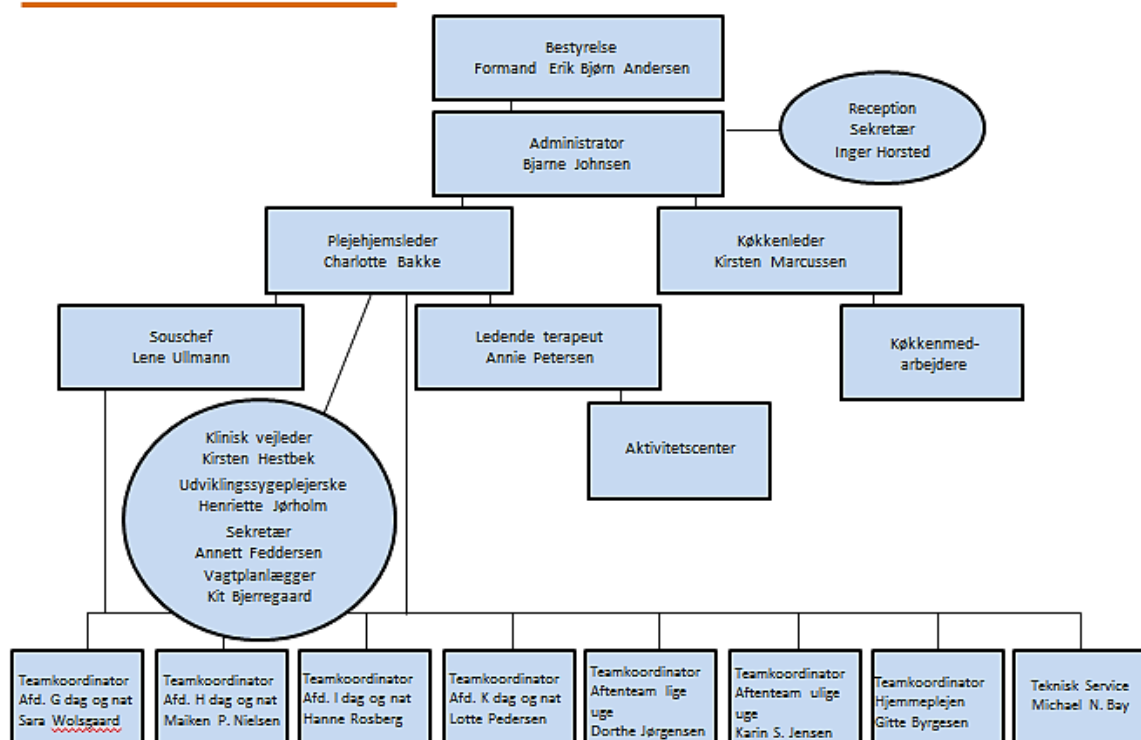 Bestyrelse
Formand Erik Bjørn Andersen
Administrator
Bjarne Johnsen
Reception
Sekretær
Inger Horsted
Plejehjemsleder
Charlotte Bakke
Køkkenleder
Kirsten Marcussen
Souschef
Lene Ullmann
Ledende terapeut
Annie Petersen
Køkkenmed-
arbejdere
Aktivitetscenter
Klinisk vejleder
Kirsten Hestbek
Udviklingssygeplejerske
Henriette Jørholm
Sekretær
Annett Feddersen
Vagtplanlægger
Kit Bjerregaard
Teamkoordinator
Afd. G dag og nat
Sara Wolsgaard
Teamkoordinator
Afd. H dag og nat
Maiken P. Nielsen
Teamkoordinator
Afd. I dag og nat
Hanne Rosberg
Teamkoordinator
Afd. K dag og nat
Lotte Pedersen
Teamkoordinator
Aftenteam lige
uge
Dorthe Jørgensen
Teamkoordinator
Aftenteam ulige
uge
Karin S. Jensen
Teamkoordinator
Hjemmeplejen
Gitte Byrgesen
Teknisk Service
Michael N. Bay